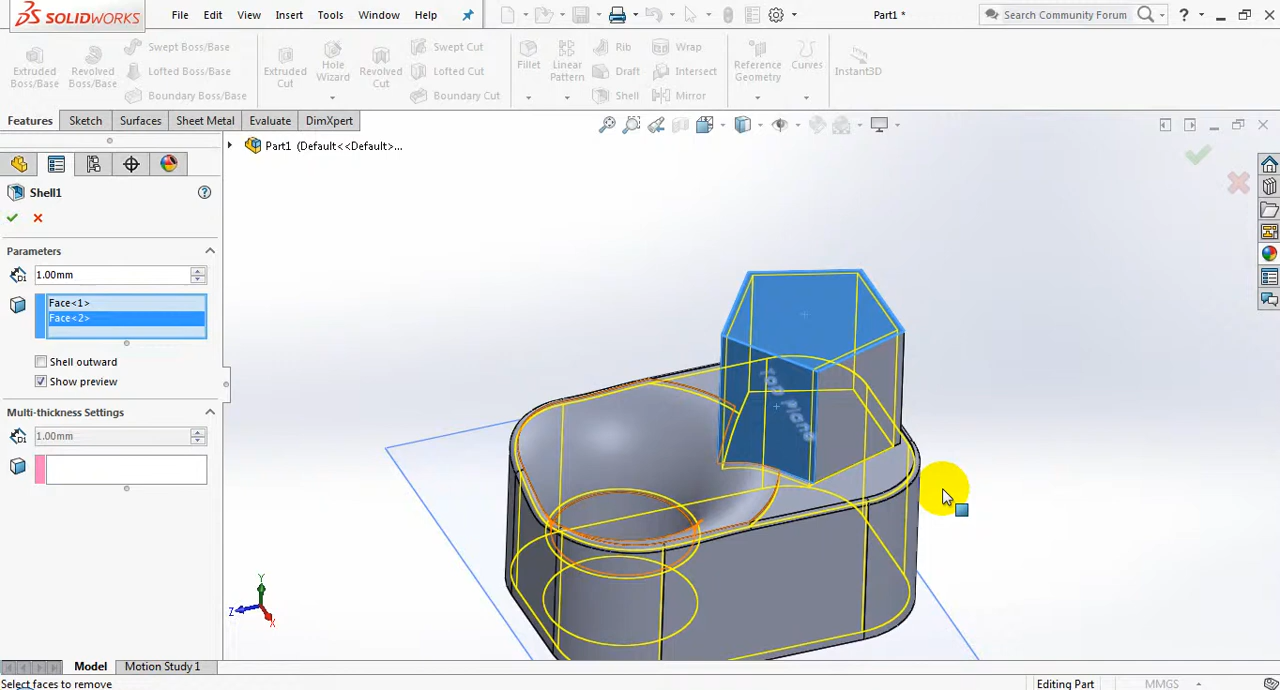 SOLIDWORKS File Edit View Insert Tools Window Help Part1 * Search Community Forum ?
Extruded Boss/Base
Revolved Boss/Base
Swept Boss/Base
Lofted Boss/Base
Boundary Boss/Base
Extruded Cut
Hole Wizard
Revolved Cut
Swept Cut
Lofted Cut
Boundary Cut
Fillet
Linear Pattern
Rib
Draft
Shell
Wrap
Intersect
Mirror
Reference Geometry
Curves
Instant3D
Features Sketch Surfaces Sheet Metal Evaluate DimXpert
Part1 (Default<<Default>...
Shell1
Parameters
1.00mm
Face<1>
Face<2>
Shell outward
Show preview
Multi-thickness Settings
1.00mm
Top Plane
Y
Z
X
Model Motion Study 1
Select faces to remove Editing Part MMGS